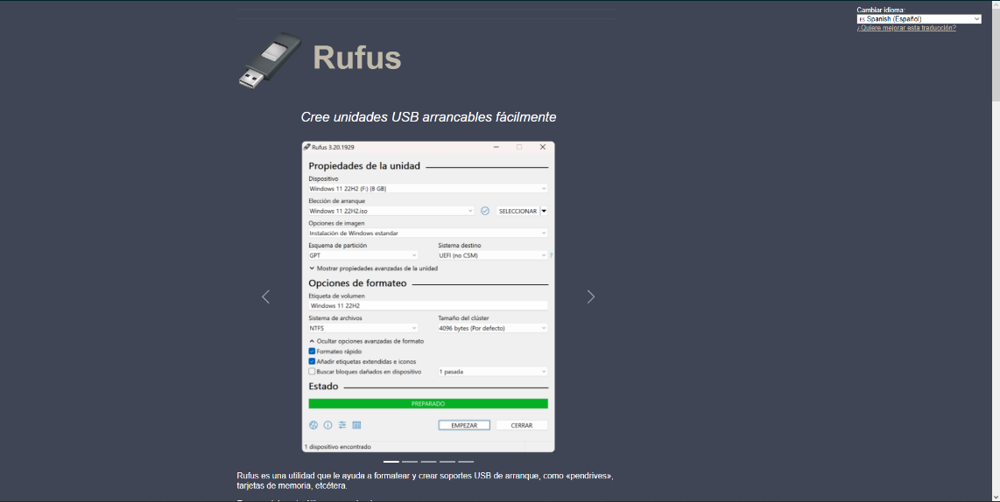 Cambiar idioma:
ES Spanish (Español)
¿Quiere mejorar esta traducción?
Rufus
Cree unidades USB arrancables fácilmente
Rufus 3.20.1929
Propiedades de la unidad
Dispositivo
Windows 11 22H2 (F:) [8 GB]
Elección de arranque
Windows 11 22H2.iso SELECCIONAR
Opciones de imagen
Instalación de Windows estandar
Esquema de partición Sistema destino
GPT UEFI (no CSM) ?
Mostrar propiedades avanzadas de la unidad
Opciones de formateo
Etiqueta de volumen
Windows 11 22H2
Sistema de archivos Tamaño del clúster
NTFS 4096 bytes (Por defecto)
Ocultar opciones avanzadas de formato
Formateo rápido
Añadir etiquetas extendidas e iconos
Buscar bloques dañados en dispositivo 1 pasada
Estado
PREPARADO
EMPEZAR CERRAR
1 dispositivo encontrado
Rufus es una utilidad que le ayuda a formatear y crear soportes USB de arranque, como «pendrives»,
tarjetas de memoria, etcétera.